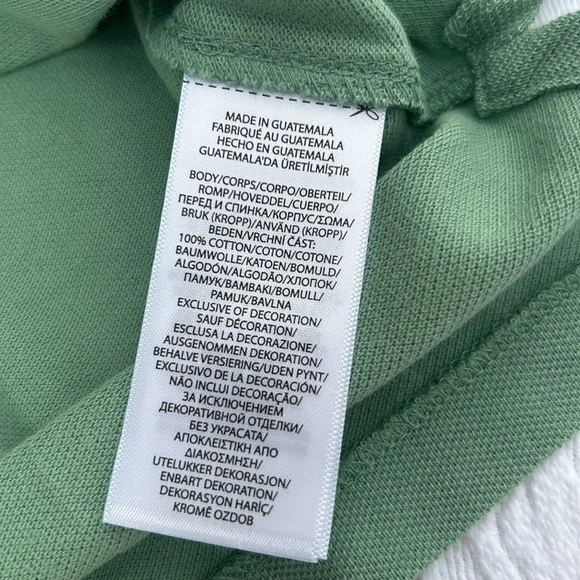 MADE IN GUATEMALA
FABRIQUÉ AU GUATEMALA
HECHO EN GUATEMALA
GUATEMALA'DA ÜRETİLMİŞTİR
BODY/CORPS/CORPO/OBERTEIL/
ROMP/HOVEDDEL/CUERPO/
ПЕРЕД И СПИНКА/КОРПУС/ΣΩΜΑ/
BRUK (KROPP)/ANVÄND (KROPP)/
BEDEN/VRCHNÍ ČÁST:
100% COTTON/COTON/COTONE/
BAUMWOLLE/KATOEN/BOMULD/
ALGODÓN/ALGODÃO/ХЛОПОК/
ПАМУК/ΒΑΜΒΑΚΙ/BOMULL/
PAMUK/BAVLNA
EXCLUSIVE OF DECORATION/
SAUF DÉCORATION/
ESCLUSA LA DECORAZIONE/
AUSGENOMMEN DEKORATION/
BEHALVE VERSIERING/UDEN PYNT/
EXCLUSIVO DE LA DECORACIÓN/
NÃO INCLUI DECORAÇÃO/
ЗА ИСКЛЮЧЕНИЕМ
ДЕКОРАТИВНОЙ ОТДЕЛКИ/
БЕЗ УКРАСАТА/
ΑΠΟΚΛΕΙΣΤΙΚΗ ΑΠΟ
ΔΙΑΚΟΣΜΗΣΗ/
UTELUKKER DEKORASJON/
ENBART DEKORATION/
DEKORASYON HARİÇ/
KROMĚ OZDOB